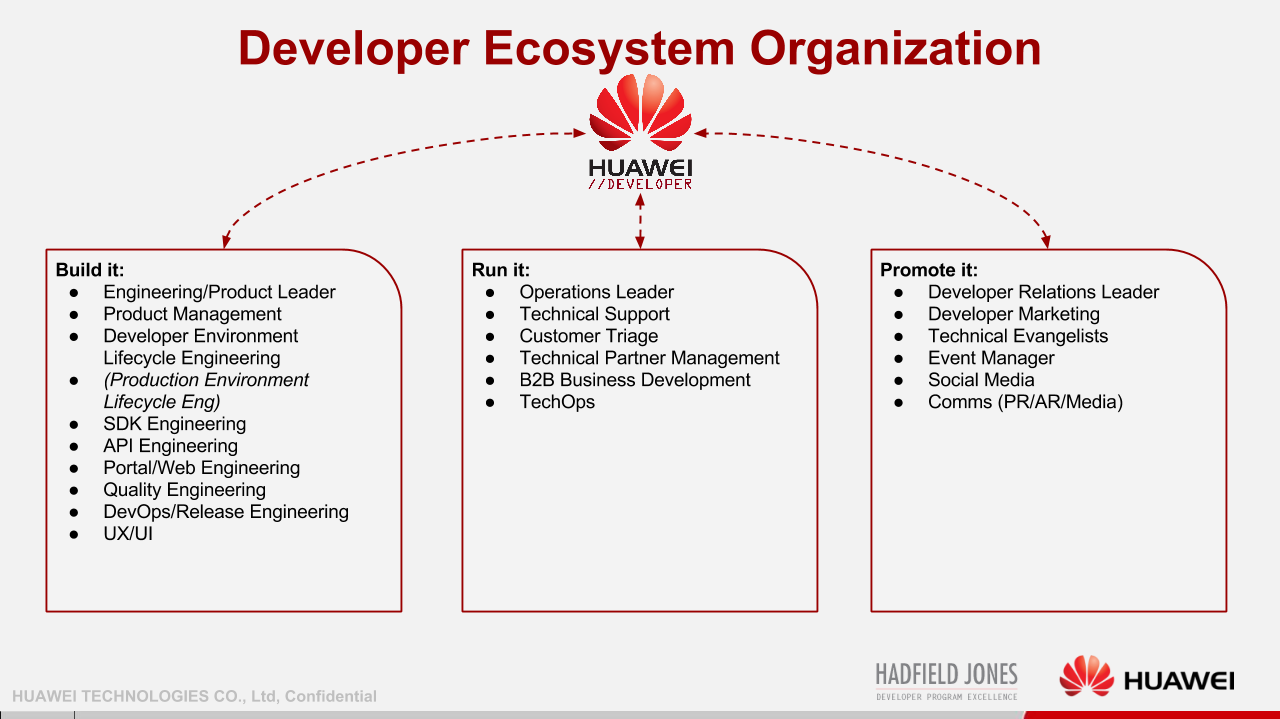 Developer Ecosystem Organization
HUAWEI
//DEVELOPER
Build it:
● Engineering/Product Leader
● Product Management
● Developer Environment
Lifecycle Engineering
● (Production Environment
Lifecycle Eng)
● SDK Engineering
● API Engineering
● Portal/Web Engineering
● Quality Engineering
● DevOps/Release Engineering
● UX/UI
Run it:
● Operations Leader
● Technical Support
● Customer Triage
● Technical Partner Management
● B2B Business Development
● TechOps
Promote it:
● Developer Relations Leader
● Developer Marketing
● Technical Evangelists
● Event Manager
● Social Media
● Comms (PR/AR/Media)
HUAWEI TECHNOLOGIES CO., Ltd, Confidential
HADFIELD JONES
DEVELOPER PROGRAM EXCELLENCE
HUAWEI